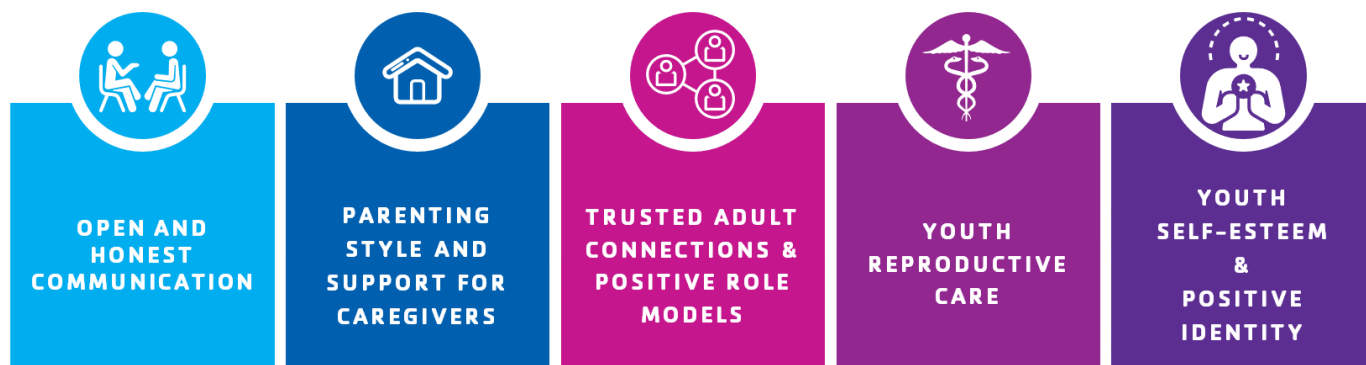 OPEN AND
HONEST
COMMUNICATION
PARENTING
STYLE AND
SUPPORT FOR
CAREGIVERS
TRUSTED ADULT
CONNECTIONS &
POSITIVE ROLE
MODELS
YOUTH
REPRODUCTIVE
CARE
YOUTH
SELF-ESTEEM
&
POSITIVE
IDENTITY